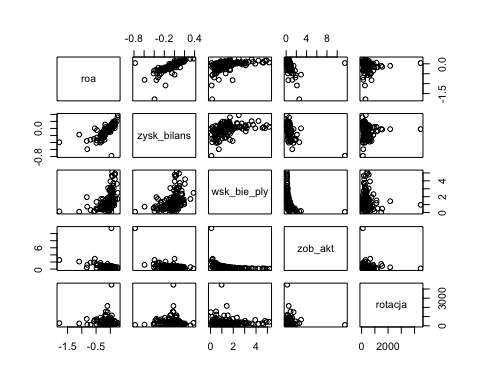 -0.8 -0.2 0.4
0 4 8
roa
-1.5 0.0
-0.8 0.0
zysk_bilans
wsk_bie_ply
0 2 4
0 6
zob_akt
rotacja
0 3000
-1.5 -0.5
0 2 4
0 2000